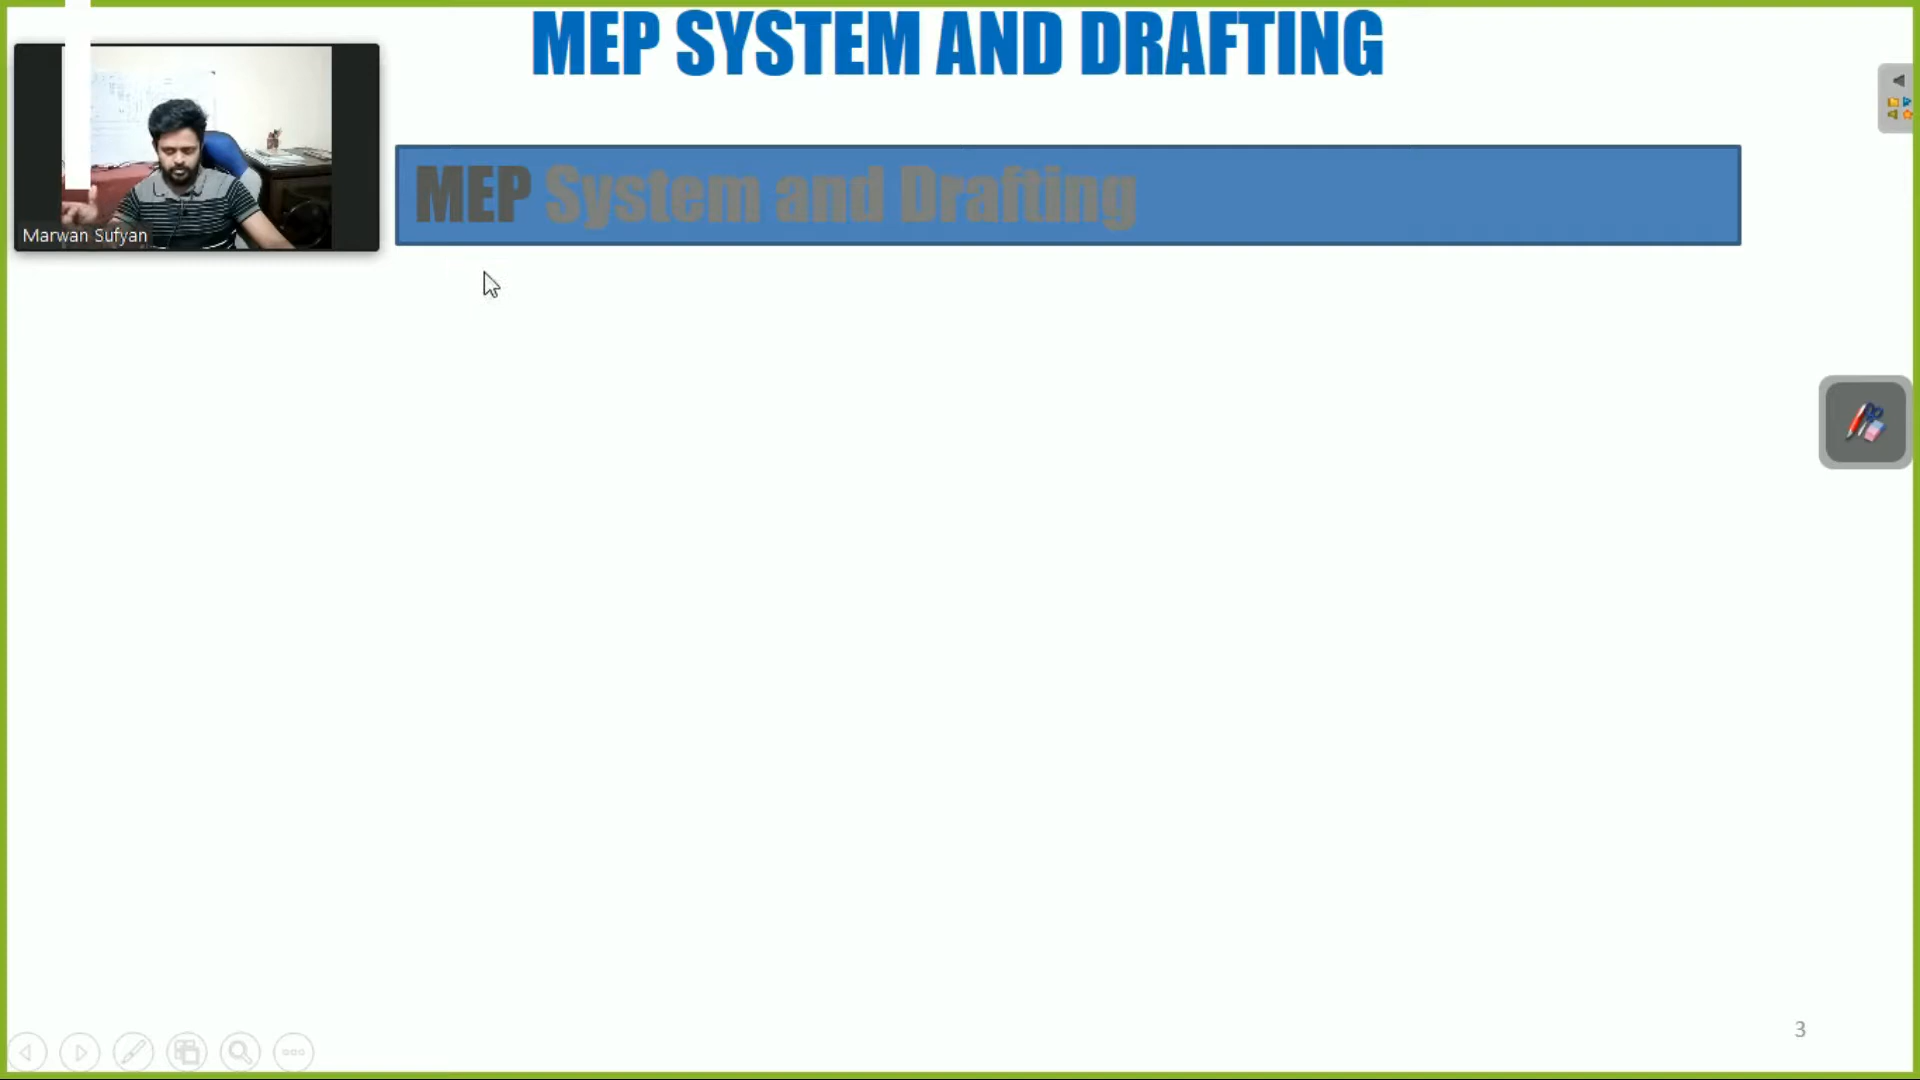 MEP SYSTEM AND DRAFTING
MEP System and Drafting
Marwan Sufyan
3